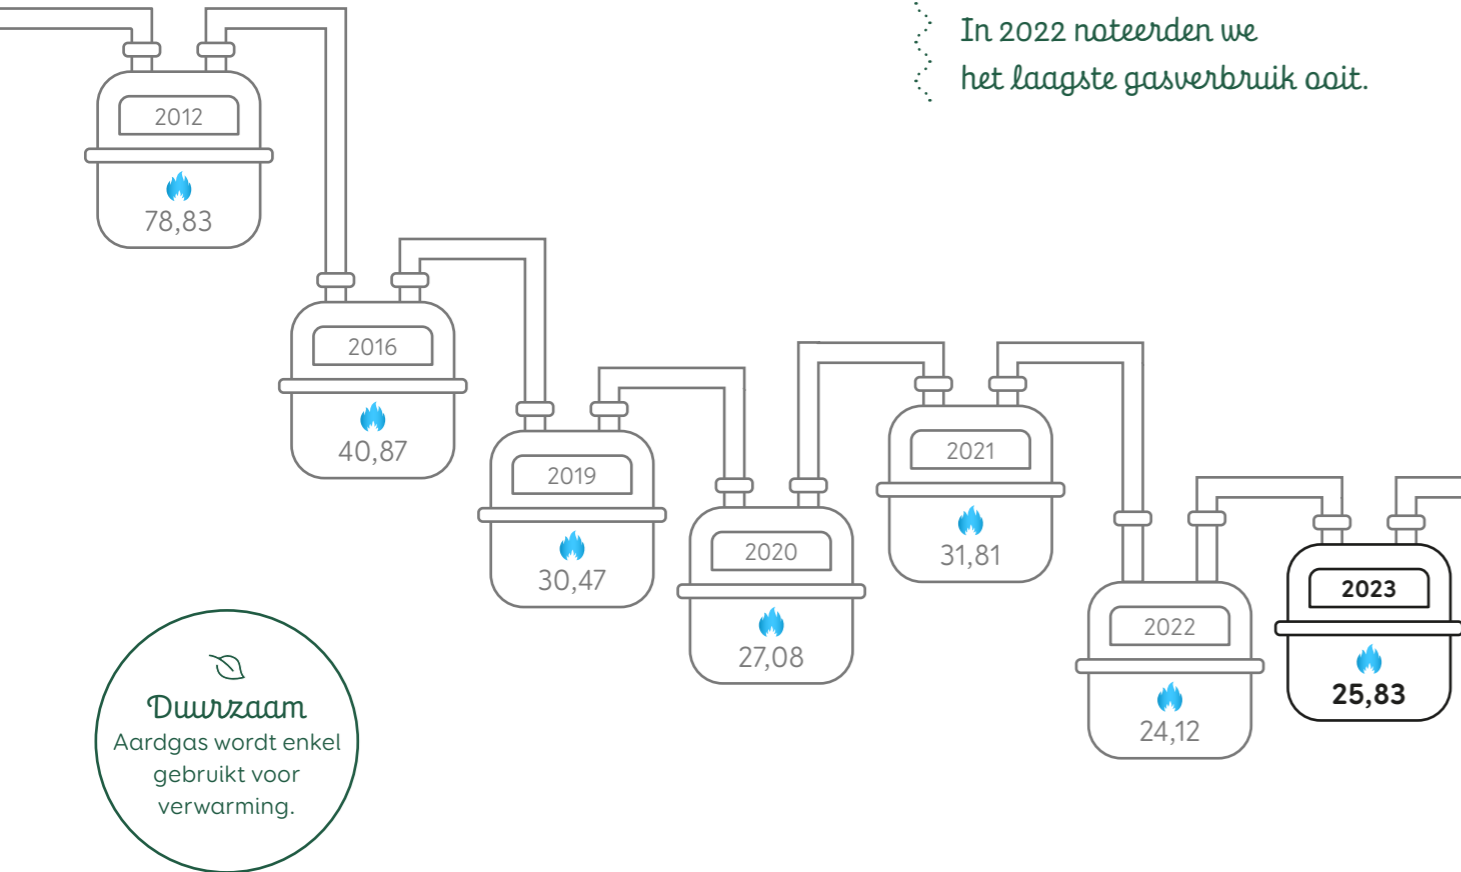 In 2022 noteerden we
het laagste gasverbruik ooit.
2012
78,83
2016
40,87
2019
30,47
2020
27,08
2021
31,81
2022
24,12
2023
25,83
Duurzaam
Aardgas wordt enkel
gebruikt voor
verwarming.